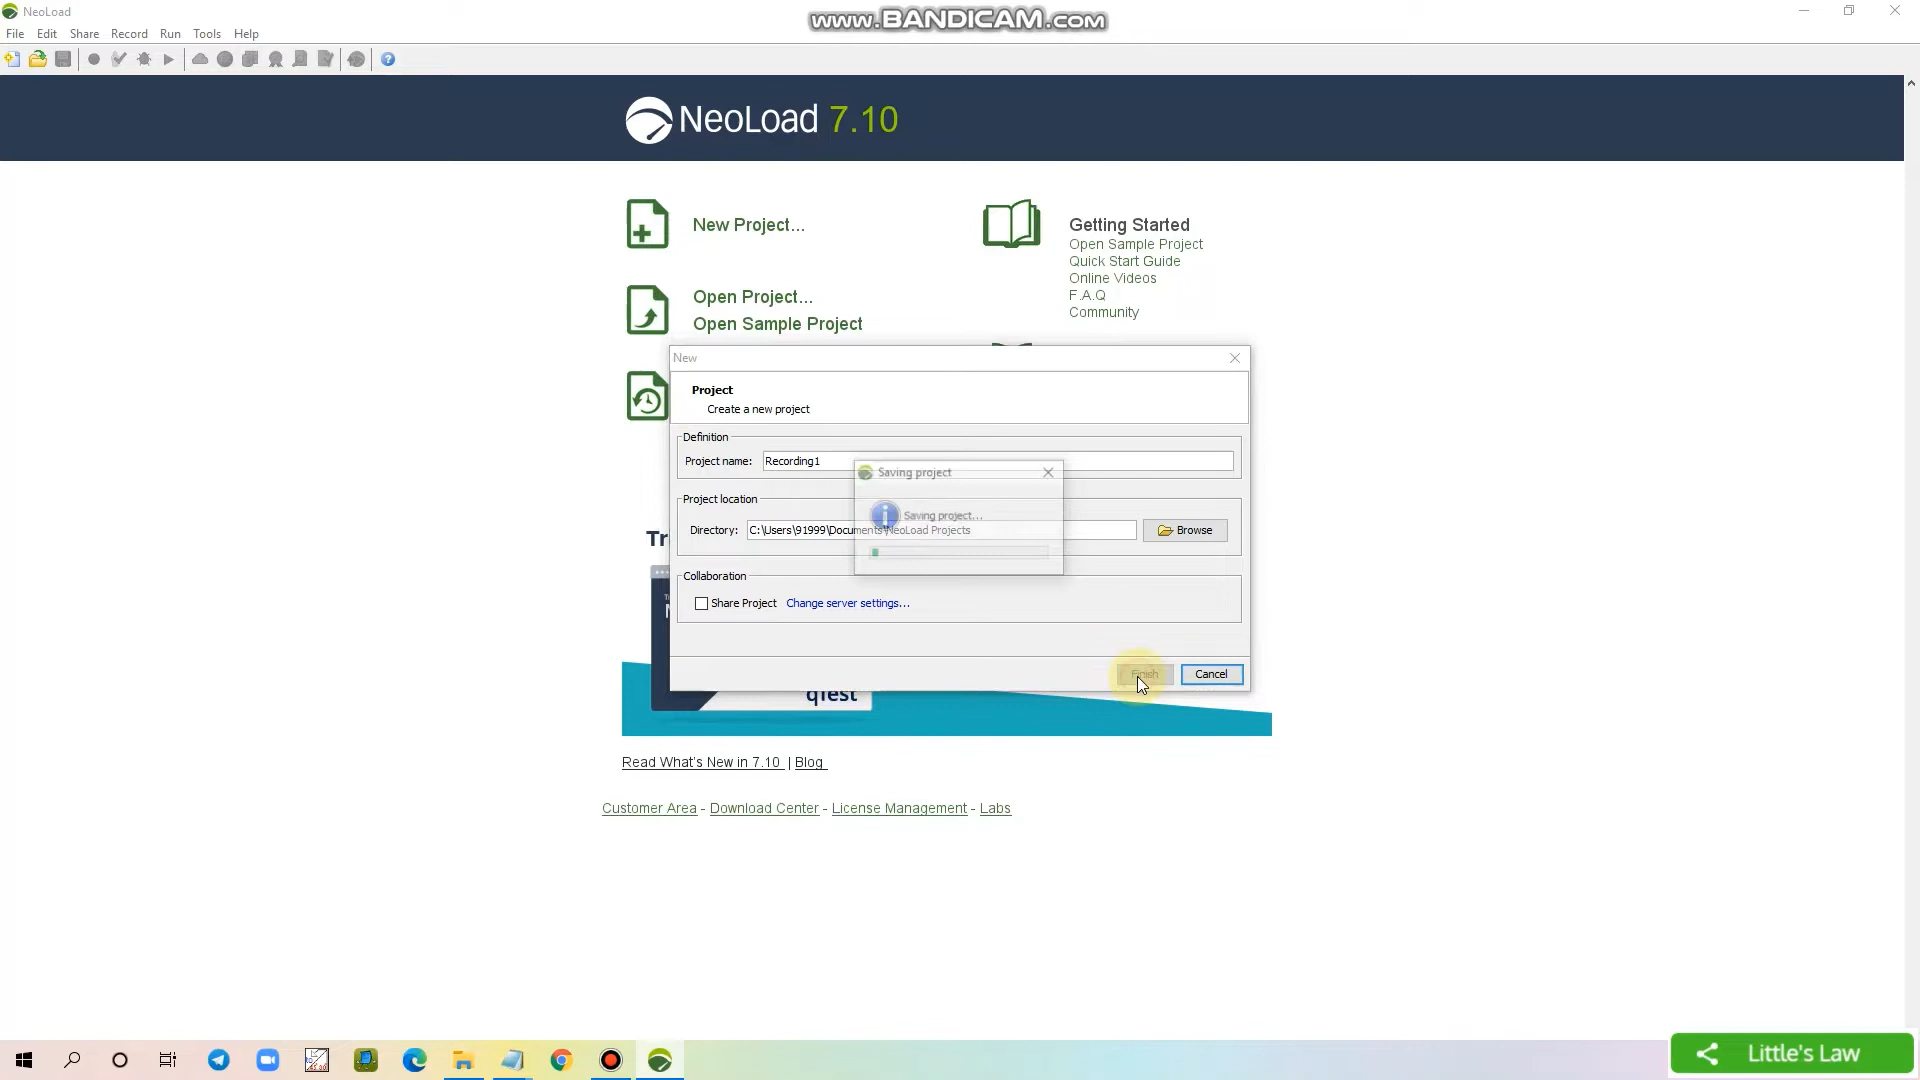 NeoLoad
www.BANDICAM.com
File Edit Share Record Run Tools Help
NeoLoad 7.10
New Project...
Open Project...
Open Sample Project
Getting Started
Open Sample Project
Quick Start Guide
Online Videos
F.A.Q
Community
New
Project
Create a new project
Definition
Project name: Recording1
Saving project
Saving project...
Project location
Directory: C:\Users\91999\Documents\NeoLoad Projects
Browse
Collaboration
Share Project Change server settings...
Finish Cancel
Tr
qTest
Read What's New in 7.10 | Blog
Customer Area - Download Center - License Management - Labs
Little's Law